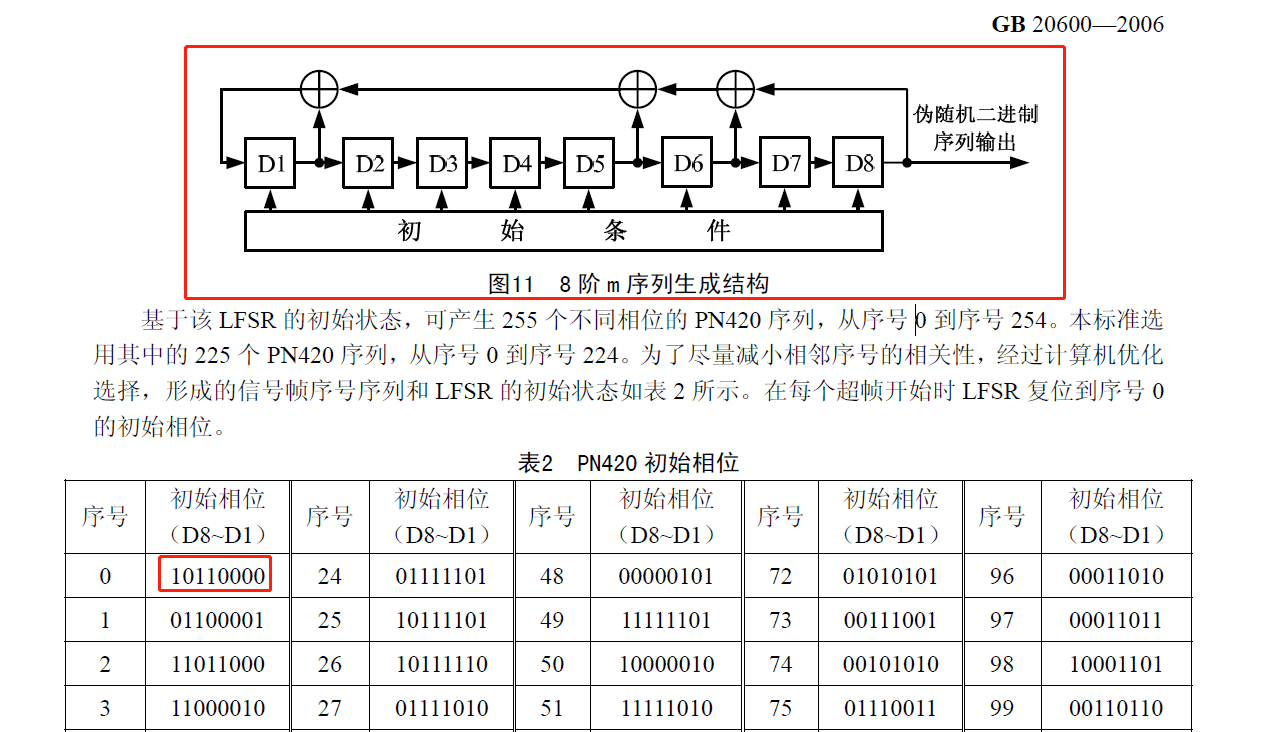 GB 20600—2006
伪随机二进制
序列输出
D1 D2 D3 D4 D5 D6 D7 D8
初 始 条 件
图11 8 阶 m 序列生成结构
基于该 LFSR 的初始状态，可产生 255 个不同相位的 PN420 序列，从序号 0 到序号 254。本标准选
用其中的 225 个 PN420 序列，从序号 0 到序号 224。为了尽量减小相邻序号的相关性，经过计算机优化
选择，形成的信号帧序号序列和 LFSR 的初始状态如表 2 所示。在每个超帧开始时 LFSR 复位到序号 0
的初始相位。
表2 PN420 初始相位
序号 初始相位（D8~D1） 序号 初始相位（D8~D1） 序号 初始相位（D8~D1） 序号 初始相位（D8~D1） 序号 初始相位（D8~D1）
0 10110000 24 01111101 48 00000101 72 01010101 96 00011010
1 01100001 25 10111101 49 11111101 73 00111001 97 00011011
2 11011000 26 10111110 50 10000010 74 00101010 98 10001101
3 11000010 27 01111010 51 11111010 75 01110011 99 00110110